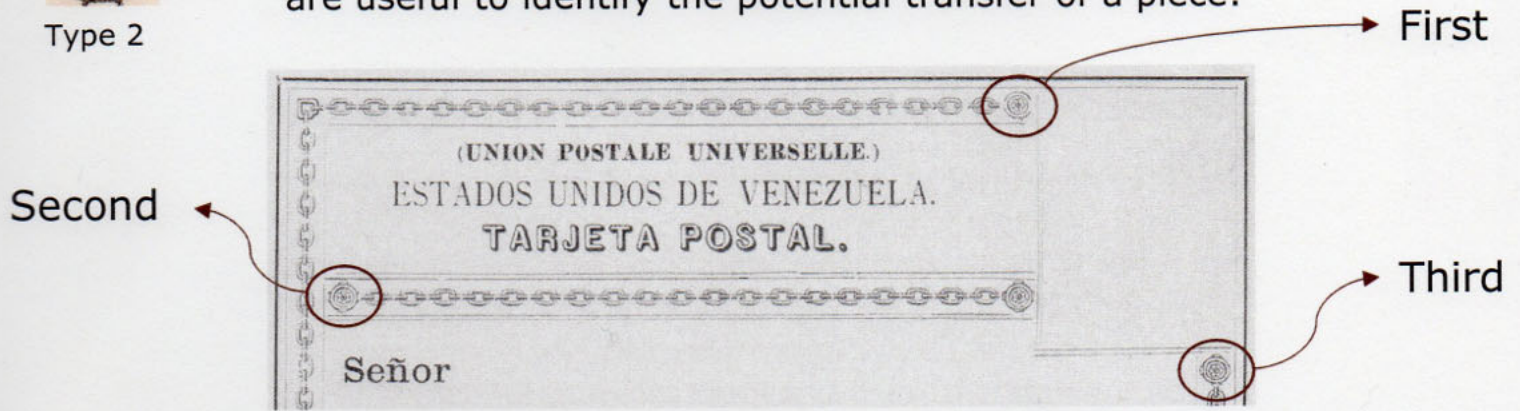 are useful to identify the potential transfer of a piece.
Type 2
First
(UNION POSTALE UNIVERSELLE.)
ESTADOS UNIDOS DE VENEZUELA.
TARJETA POSTAL.
Second
Third
Señor